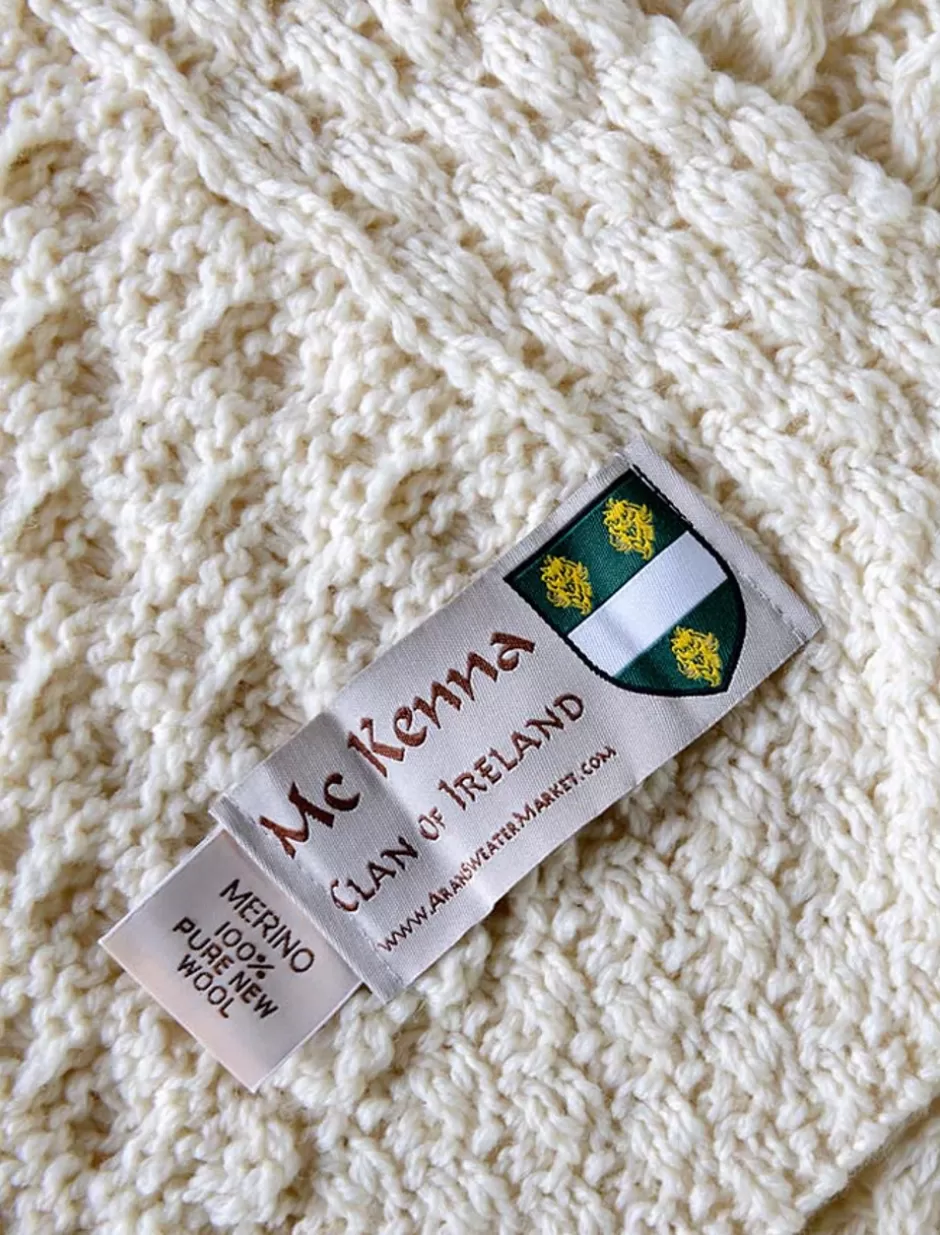 Mc Kenna
Clan Of Ireland
www.AranSweaterMarket.com
MERINO
100%
PURE NEW
WOOL